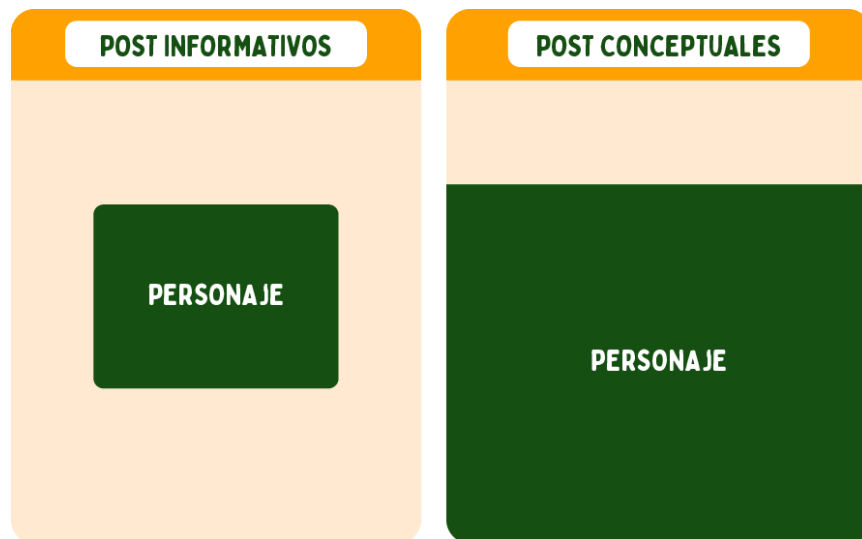 POST INFORMATIVOS
PERSONAJE
POST CONCEPTUALES
PERSONAJE